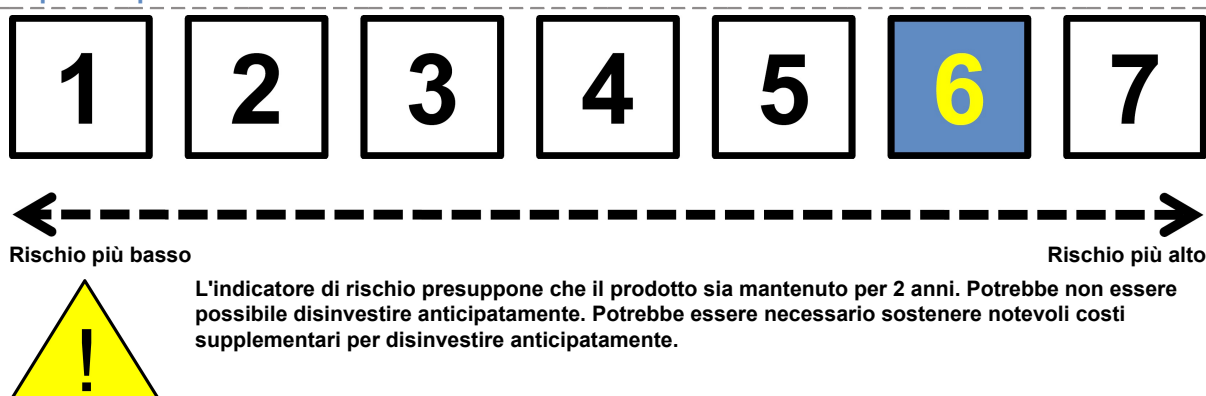 1 2 3 4 5 6 7
Rischio più basso Rischio più alto
L'indicatore di rischio presuppone che il prodotto sia mantenuto per 2 anni. Potrebbe non essere
possibile disinvestire anticipatamente. Potrebbe essere necessario sostenere notevoli costi
supplementari per disinvestire anticipatamente.
!